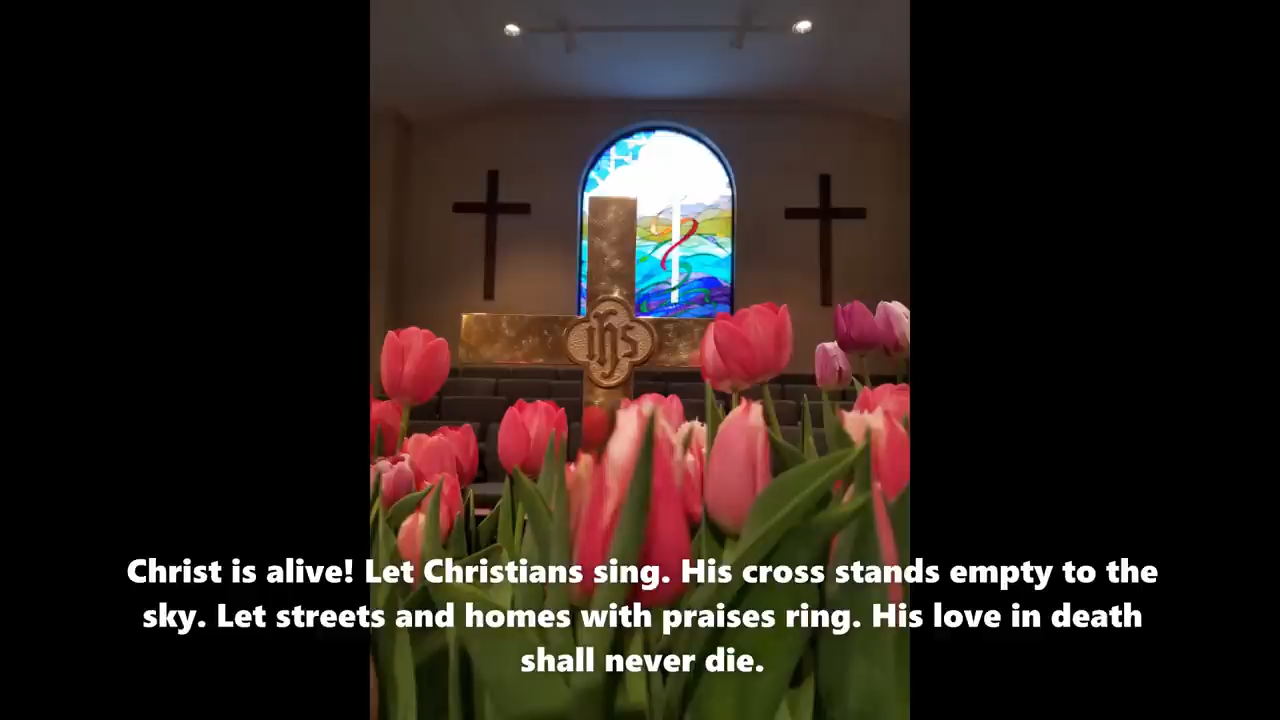 ihs
Christ is alive! Let Christians sing. His cross stands empty to the
sky. Let streets and homes with praises ring. His love in death
shall never die.